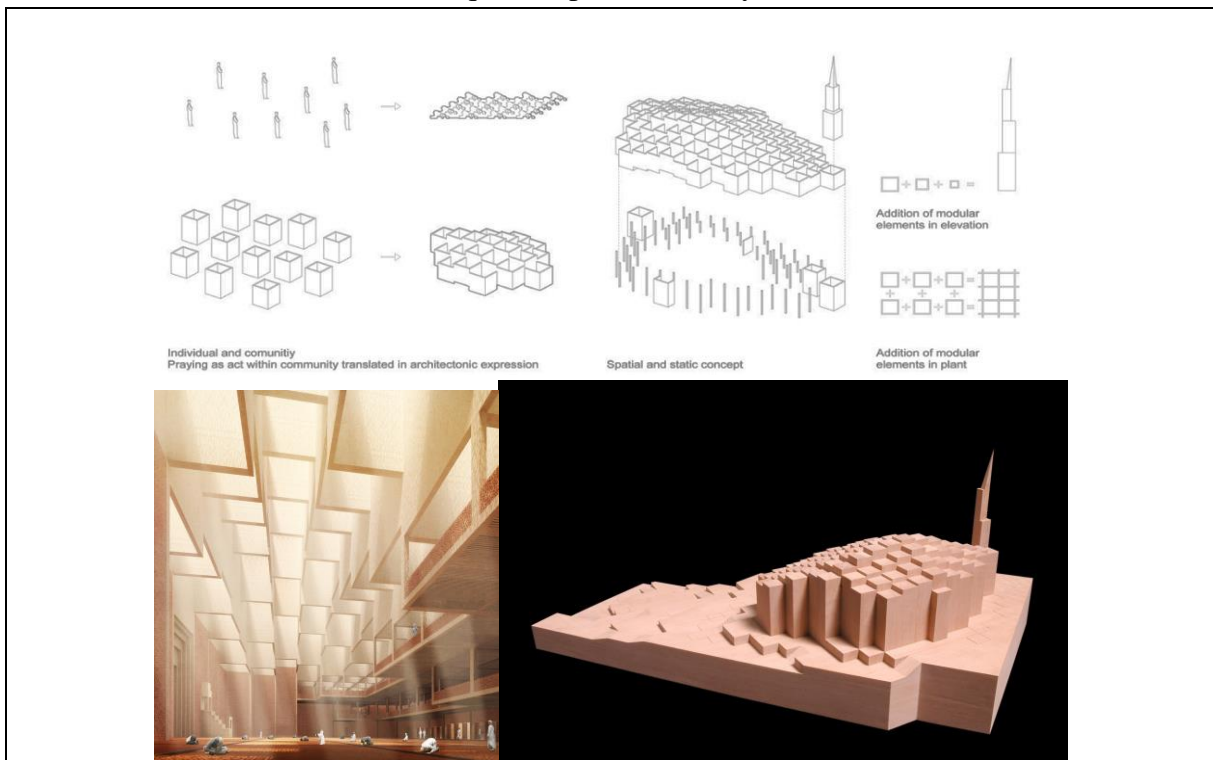 Addition of modular
elements in elevation
Individual and comunitiy
Praying as act within community translated in architectonic expression
Spatial and static concept
Addition of modular
elements in plant